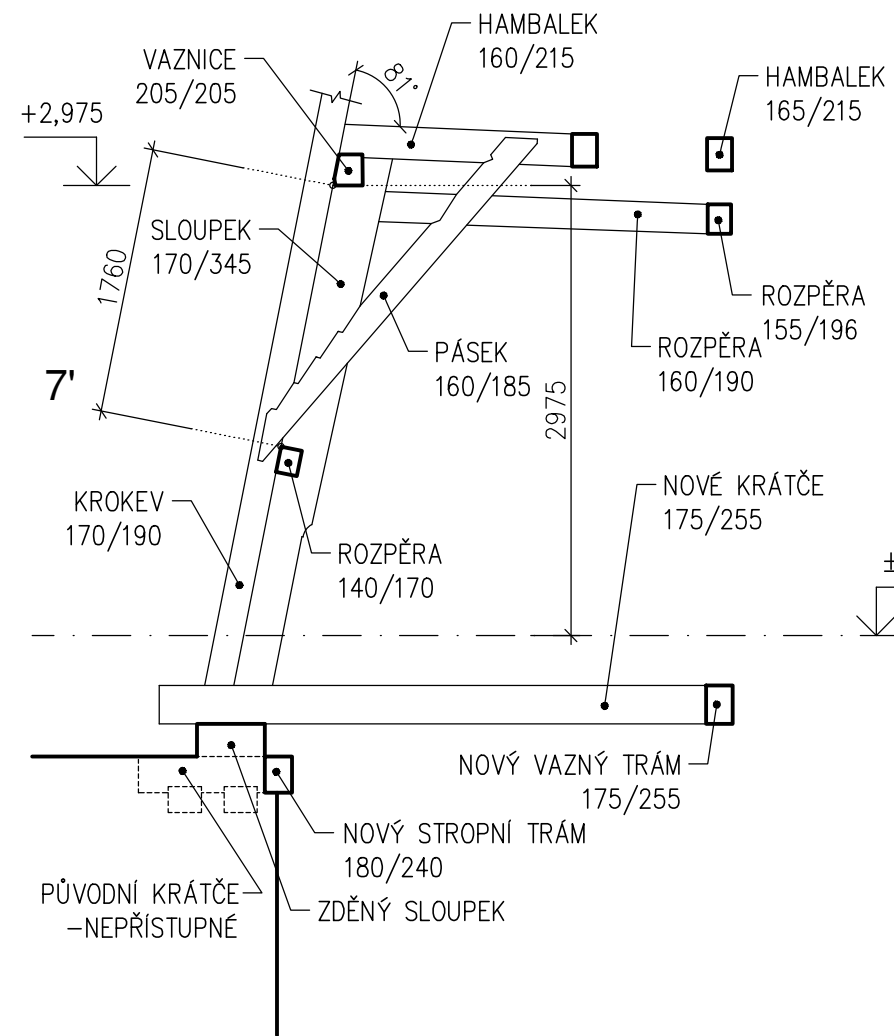 HAMBALEK
160/215
VAZNICE
205/205
81°
HAMBALEK
165/215
+2,975
SLOUPEK
170/345
1760
ROZPĚRA
155/196
ROZPĚRA
160/190
PÁSEK
160/185
7'
2975
KROKEV
170/190
NOVÉ KRÁTČE
175/255
ROZPĚRA
140/170
±
NOVÝ VAZNÝ TRÁM
175/255
NOVÝ STROPNÍ TRÁM
180/240
PŮVODNÍ KRÁTČE
-NEPŘÍSTUPNÉ
ZDĚNÝ SLOUPEK